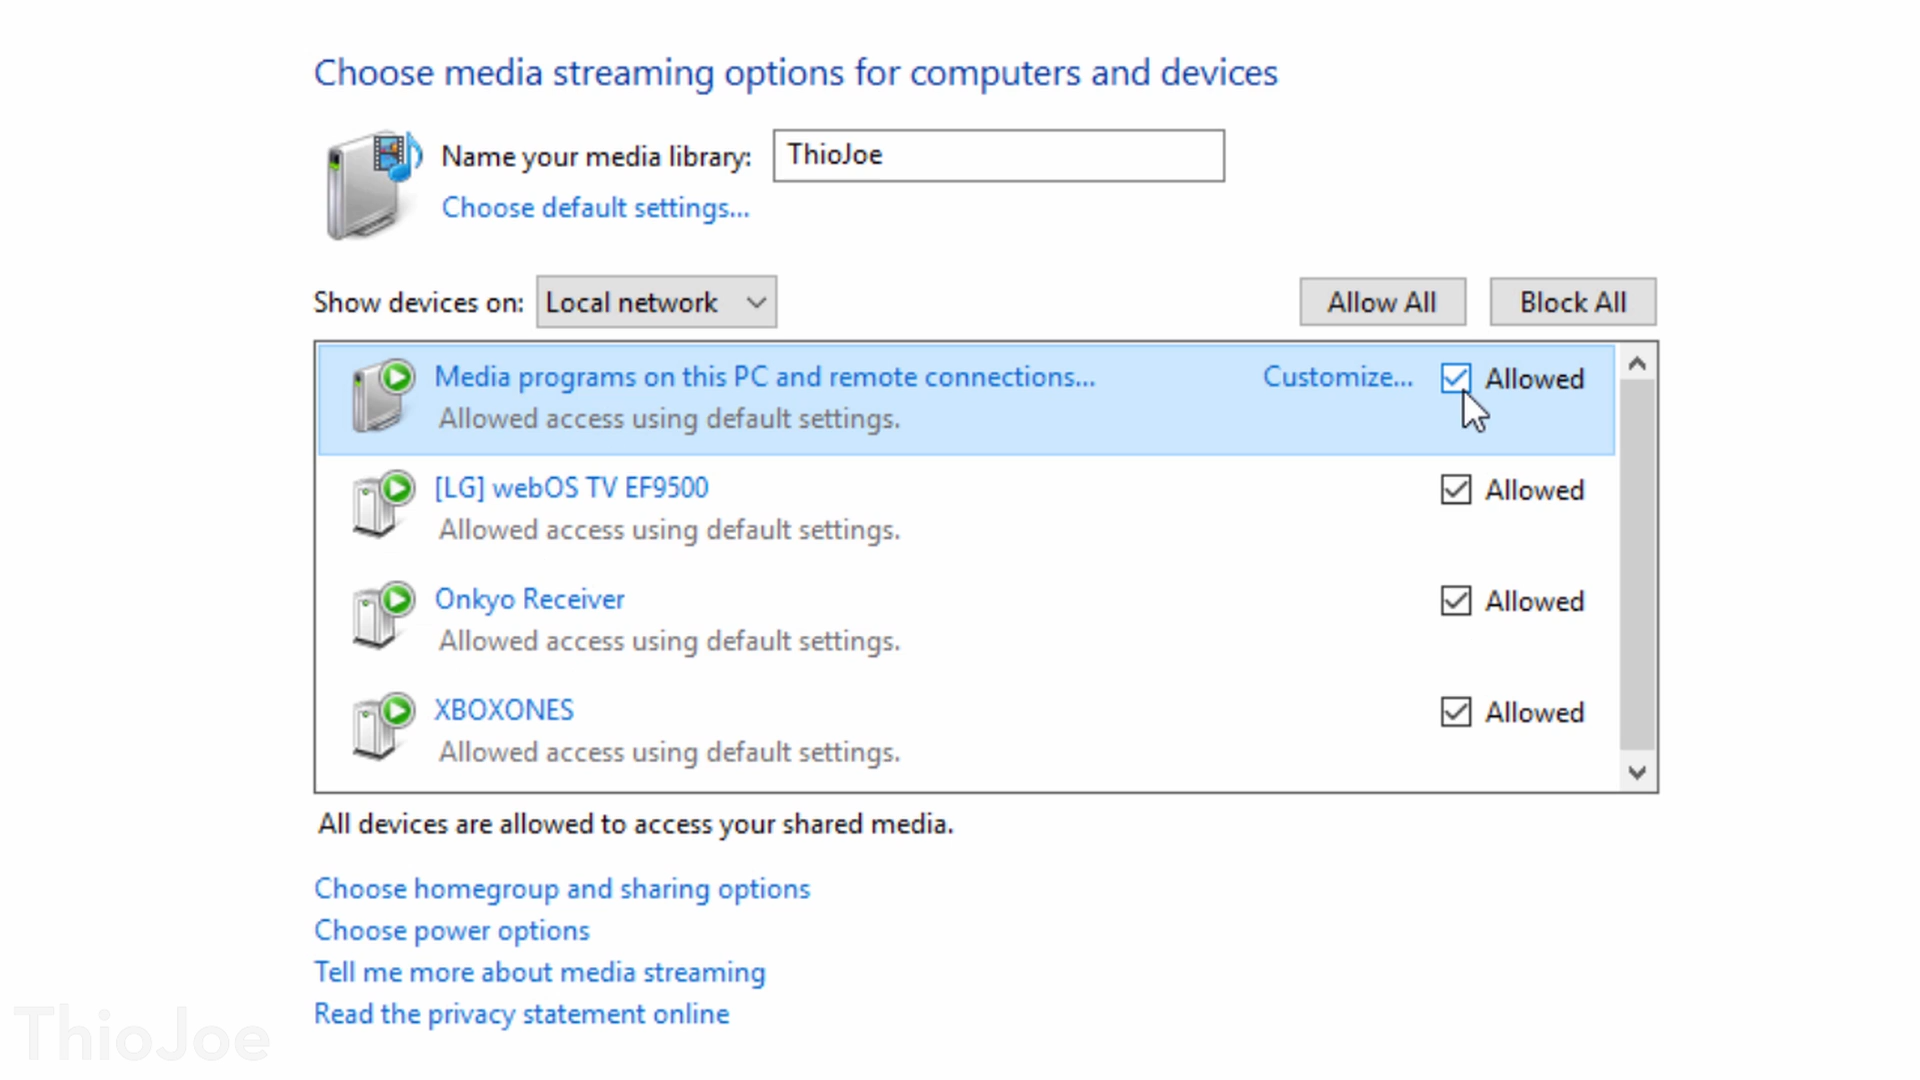 Choose media streaming options for computers and devices
Name your media library: ThioJoe
Choose default settings...
Show devices on: Local network Allow All Block All
Media programs on this PC and remote connections... Customize... Allowed
Allowed access using default settings.
[LG] webOS TV EF9500 Allowed
Allowed access using default settings.
Onkyo Receiver Allowed
Allowed access using default settings.
XBOXONES Allowed
Allowed access using default settings.
All devices are allowed to access your shared media.
Choose homegroup and sharing options
Choose power options
Tell me more about media streaming
Read the privacy statement online
ThioJoe